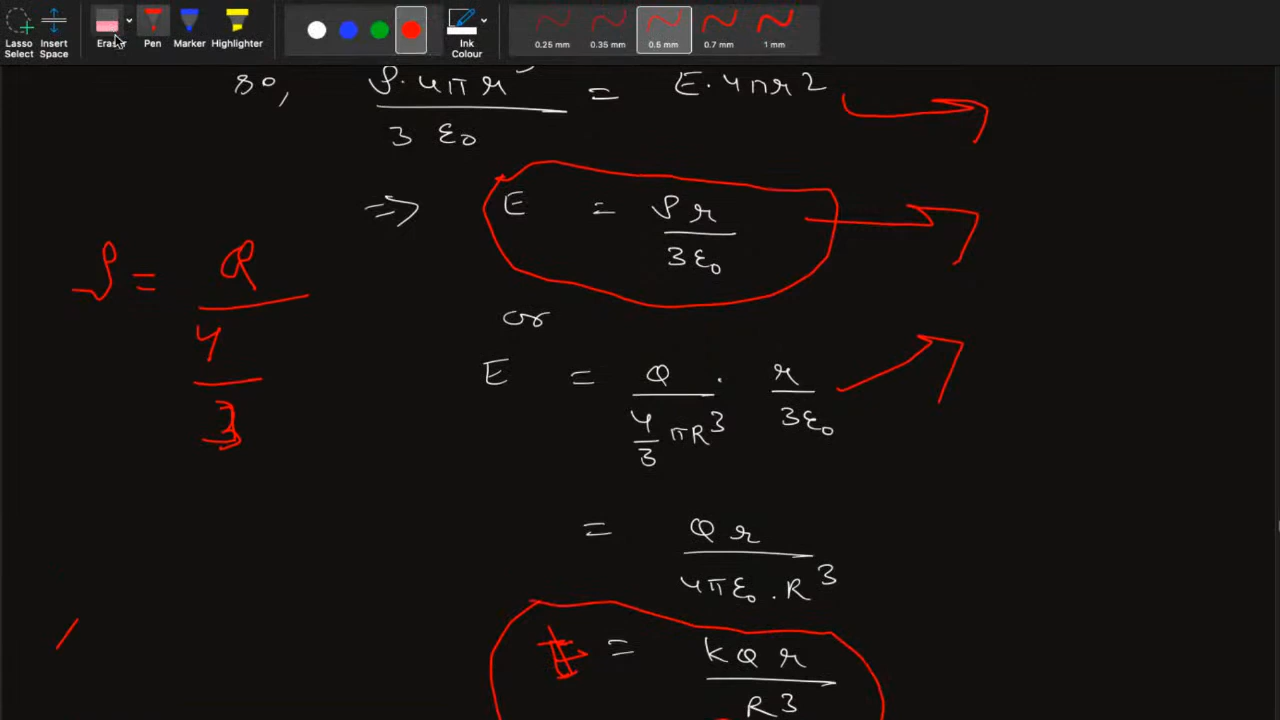 Lasso Select
Insert Space
Eraser
Pen
Marker
Highlighter
Ink Colour
0.25 mm
0.35 mm
0.5 mm
0.7 mm
1 mm
so, ρ·4πr³ / 3 ε₀ = E·4πr2
=> E = ρr / 3ε₀
ρ = Q / 4/3
or
E = Q / 4/3 πR³ · r / 3ε₀
= Qr / 4πε₀.R³
E = kQr / R3